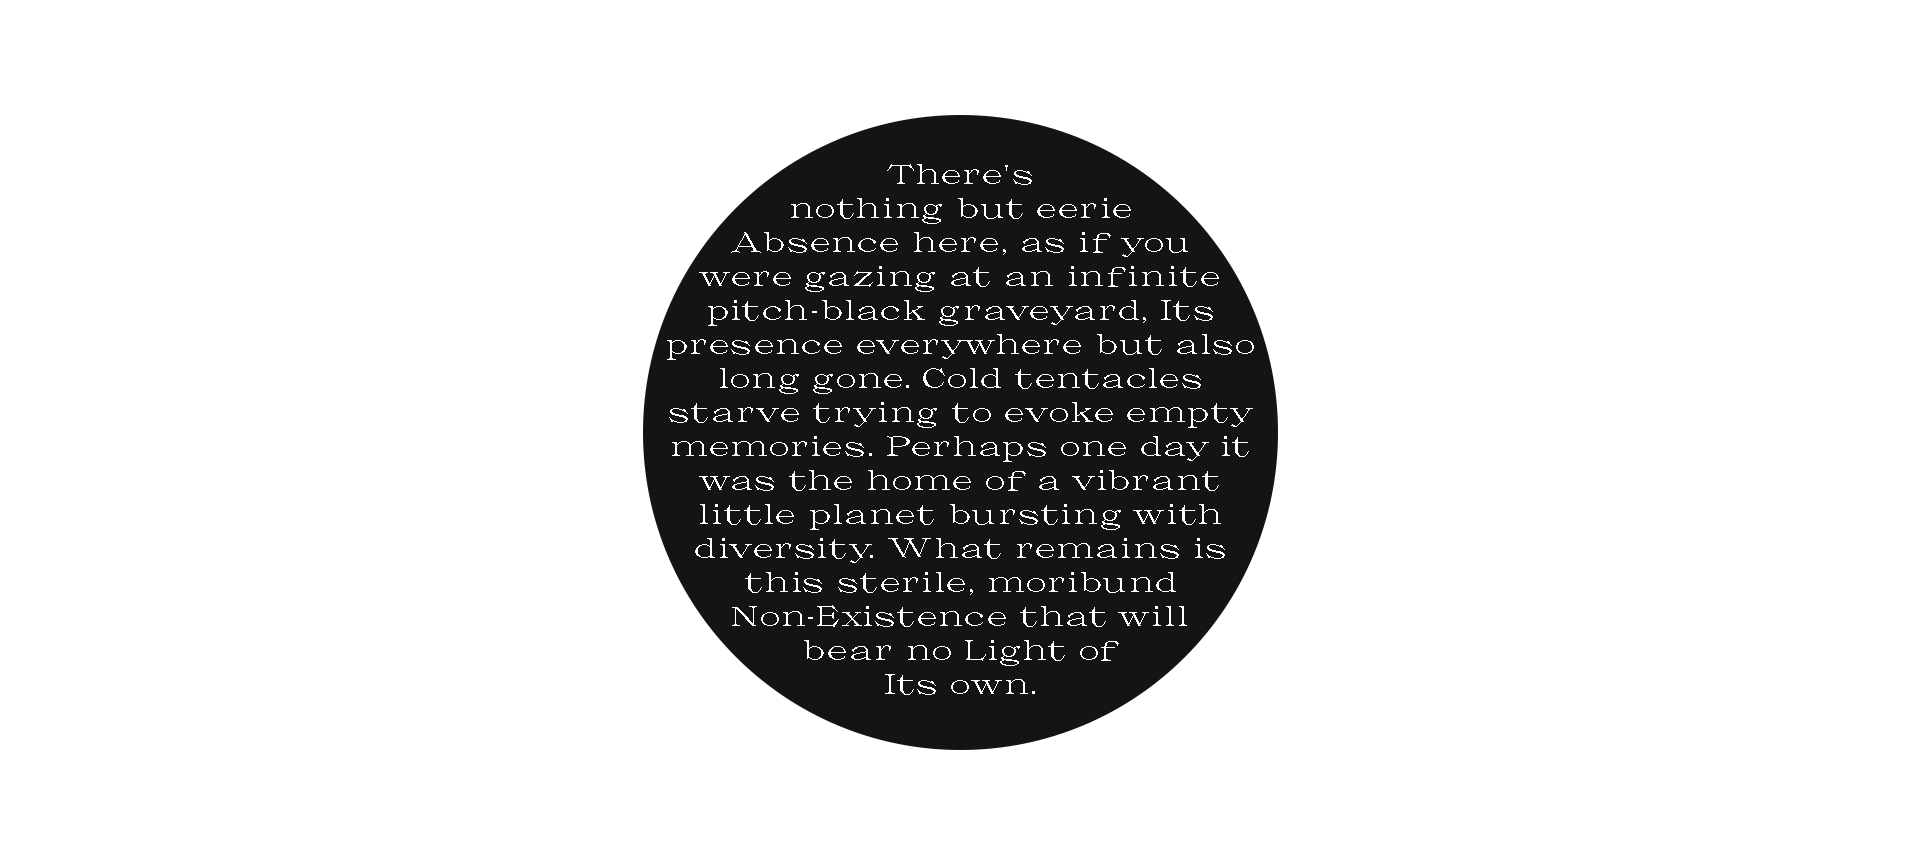 There's
nothing but eerie
Absence here, as if you
were gazing at an infinite
pitch-black graveyard, Its
presence everywhere but also
long gone. Cold tentacles
starve trying to evoke empty
memories. Perhaps one day it
was the home of a vibrant
little planet bursting with
diversity. What remains is
this sterile, moribund
Non-Existence that will
bear no Light of
Its own.